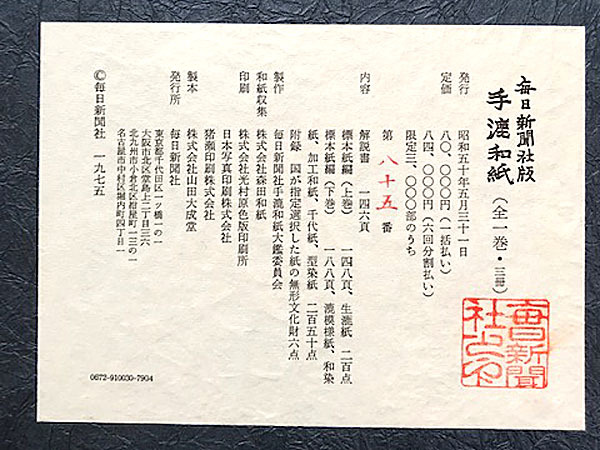 毎日新聞社版
手漉和紙（全一巻・三冊）
発行　昭和五十年五月三十一日
定価　八〇、〇〇〇円（一括払い）
八四、〇〇〇円（六回分割払い）
限定三、〇〇〇部のうち
第　八十五　番
内容　解説書　一四六頁
標本紙編（上巻）　一四八頁、生漉紙　二百点
標本紙編（下巻）　一八八頁、漉模様紙、和染
紙、加工和紙、千代紙、型染紙　二百五十点
附録　国が指定選択した紙の無形文化財六点
製作　毎日新聞社手漉和紙大鑑委員会
和紙収集　株式会社森田和紙
印刷　株式会社光村原色版印刷所
日本写真印刷株式会社
猪瀬印刷株式会社
製本　株式会社山田大成堂
発行所　毎日新聞社
東京都千代田区一ツ橋一の一
大阪市北区堂島上二丁目三六
北九州市小倉北区紺屋町一三の一
名古屋市中村区堀内町四丁目一
©毎日新聞社　一九七五
0672-910030-7904
毎日新聞
社之印